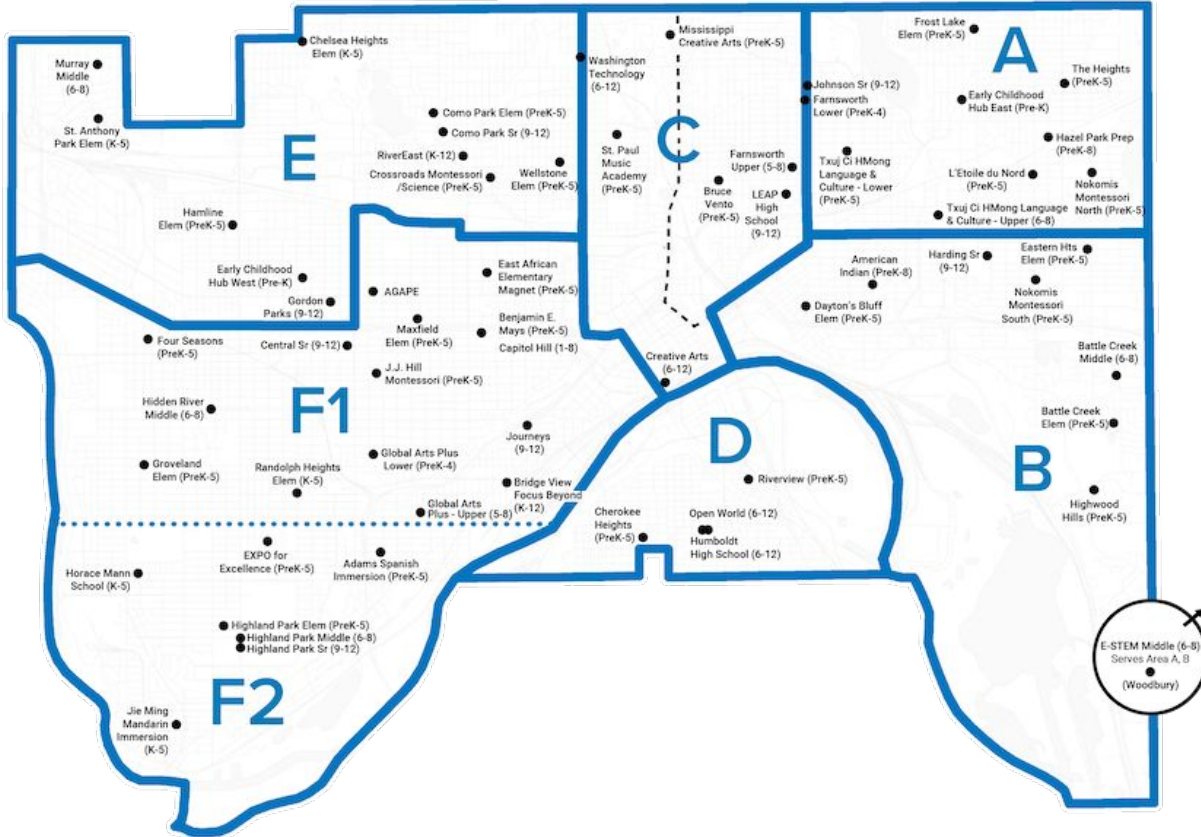 Chelsea Heights
Elem (K-5)
Murray
Middle
(6-8)
St. Anthony
Park Elem (K-5)
Como Park Elem (PreK-5)
Como Park Sr (9-12)
RiverEast (K-12)
Crossroads Montessori
/Science (PreK-5)
Wellstone
Elem (PreK-5)
E
Hamline
Elem (PreK-5)
Early Childhood
Hub West (Pre-K)
Gordon
Parks (9-12)
Washington
Technology
(6-12)
Mississippi
Creative Arts (PreK-5)
St. Paul
Music
Academy
(PreK-5)
C
Farnsworth
Upper (5-8)
Bruce
Vento
(PreK-5)
LEAP
High
School
(9-12)
Creative Arts
(6-12)
Frost Lake
Elem (PreK-5)
A
The Heights
(PreK-5)
Johnson Sr (9-12)
Farnsworth
Lower (PreK-4)
Early Childhood
Hub East (Pre-K)
Hazel Park Prep
(PreK-8)
Txuj Ci HMong
Language &
Culture - Lower
(PreK-5)
L'Etoile du Nord
(PreK-5)
Nokomis
Montessori
North (PreK-5)
Txuj Ci HMong Language
& Culture - Upper (6-8)
American
Indian (PreK-8)
Harding Sr
(9-12)
Eastern Hts
Elem (PreK-5)
Dayton's Bluff
Elem (PreK-5)
Nokomis
Montessori
South (PreK-5)
Battle Creek
Middle (6-8)
Battle Creek
Elem (PreK-5)
B
Highwood
Hills (PreK-5)
E-STEM Middle (6-8)
Serves Area A, B
(Woodbury)
East African
Elementary
Magnet (PreK-5)
AGAPE
Maxfield
Elem (PreK-5)
Benjamin E.
Mays (PreK-5)
Capitol Hill (1-8)
Four Seasons
(PreK-5)
Central Sr (9-12)
J.J. Hill
Montessori (PreK-5)
Hidden River
Middle (6-8)
F1
Journeys
(9-12)
Groveland
Elem (PreK-5)
Randolph Heights
Elem (K-5)
Global Arts Plus
Lower (PreK-4)
Bridge View
Focus Beyond
(K-12)
Global Arts
Plus - Upper (5-8)
D
Riverview (PreK-5)
Cherokee
Heights
(PreK-5)
Open World (6-12)
Humboldt
High School (6-12)
EXPO for
Excellence (PreK-5)
Adams Spanish
Immersion (PreK-5)
Horace Mann
School (K-5)
Highland Park Elem (PreK-5)
Highland Park Middle (6-8)
Highland Park Sr (9-12)
F2
Jie Ming
Mandarin
Immersion
(K-5)